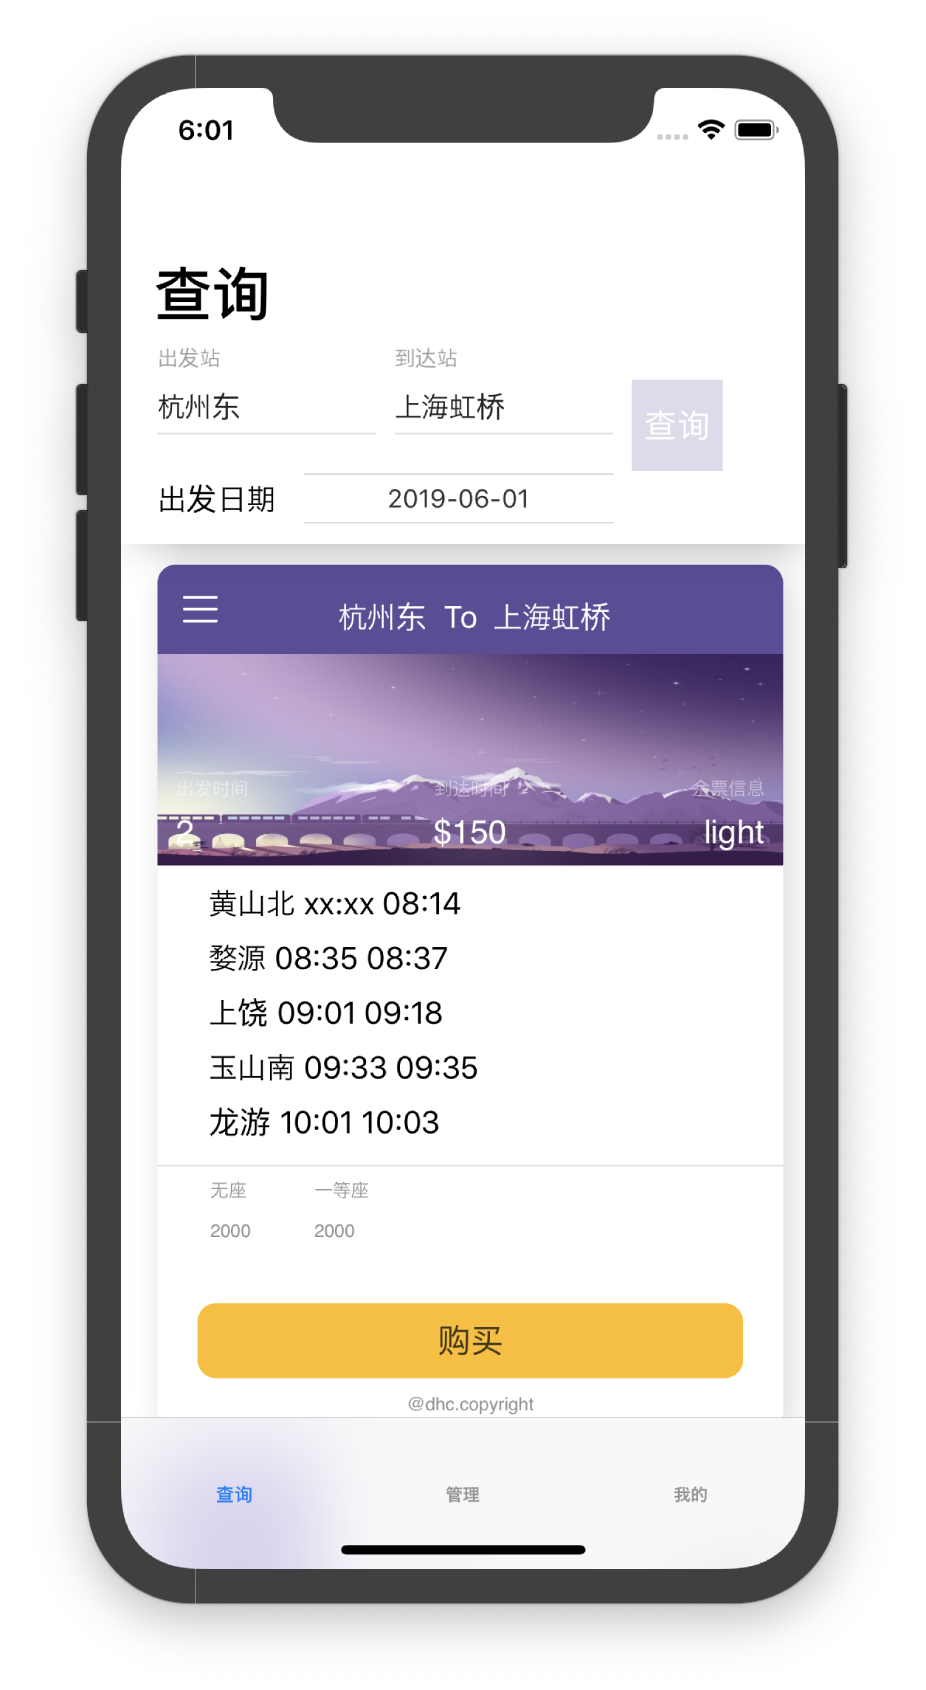 6:01
查询
出发站 到达站
杭州东 上海虹桥 查询
出发日期 2019-06-01
杭州东 To 上海虹桥
出发时间 到达时间 余票信息
2 $150 light
黄山北 xx:xx 08:14
婺源 08:35 08:37
上饶 09:01 09:18
玉山南 09:33 09:35
龙游 10:01 10:03
无座 一等座
2000 2000
购买
@dhc.copyright
查询 管理 我的